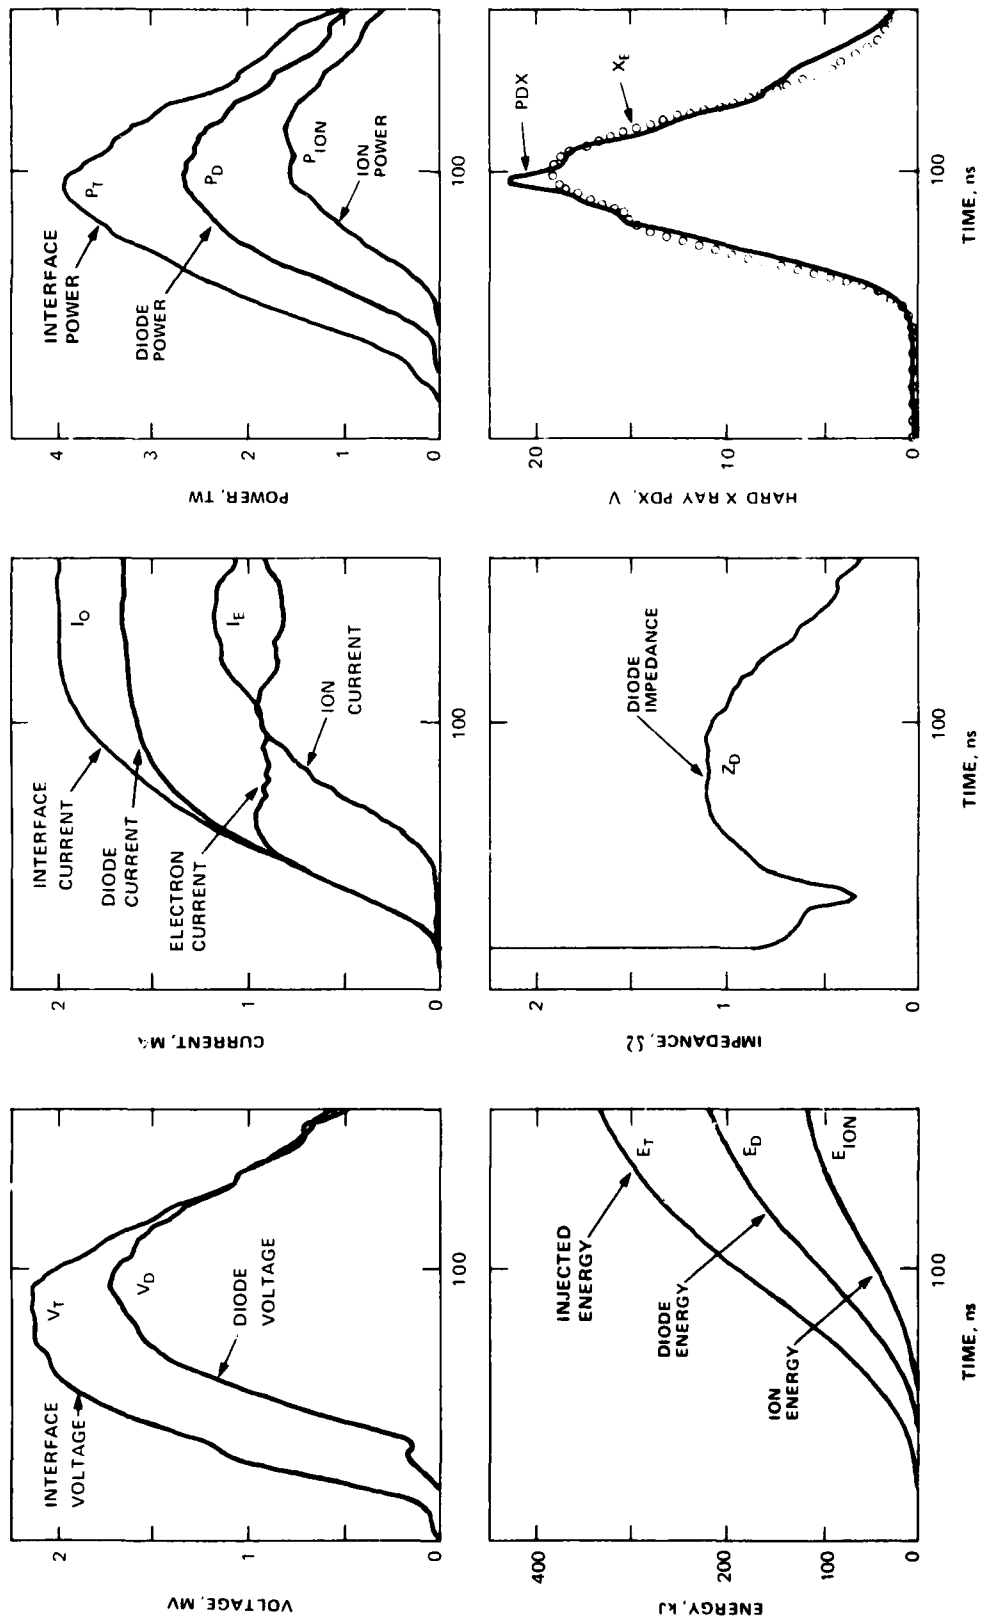 VOLTAGE, MV
2
1
0
INTERFACE
VOLTAGE
V_T
V_D
DIODE
VOLTAGE
100
CURRENT, MA
2
1
0
INTERFACE
CURRENT
DIODE
CURRENT
ELECTRON
CURRENT
I_O
I_E
ION
CURRENT
100
POWER, TW
4
3
2
1
0
INTERFACE
POWER
DIODE
POWER
P_T
P_D
P_ION
ION
POWER
100
ENERGY, kJ
400
200
100
0
INJECTED
ENERGY
DIODE
ENERGY
ION
ENERGY
E_T
E_D
E_ION
100
TIME, ns
IMPEDANCE, Ω
2
1
0
DIODE
IMPEDANCE
Z_D
100
TIME, ns
HARD X RAY PDX, V
20
10
0
PDX
X_E
100
TIME, ns